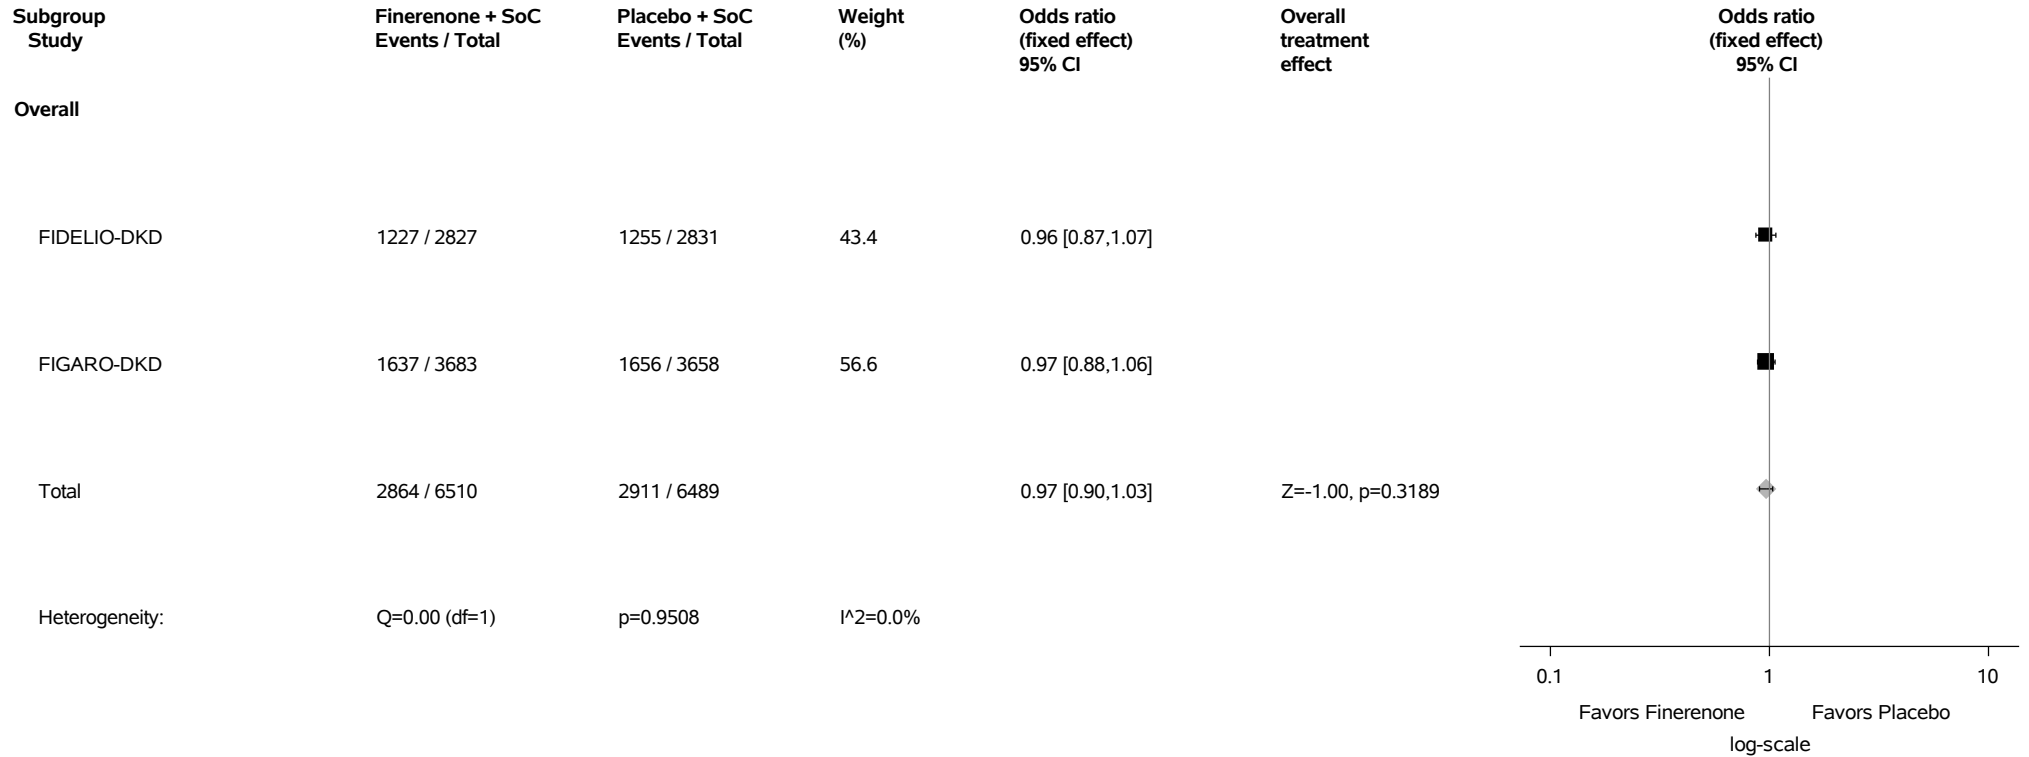 Subgroup Finerenone + SoC Placebo + SoC Weight Odds ratio Overall Odds ratio
Study Events / Total Events / Total (%) (fixed effect) treatment (fixed effect)
95% CI effect 95% CI
Overall
FIDELIO-DKD 1227 / 2827 1255 / 2831 43.4 0.96 [0.87,1.07]
FIGARO-DKD 1637 / 3683 1656 / 3658 56.6 0.97 [0.88,1.06]
Total 2864 / 6510 2911 / 6489 0.97 [0.90,1.03] Z=-1.00, p=0.3189
Heterogeneity: Q=0.00 (df=1) p=0.9508 I^2=0.0%
0.1 1 10
Favors Finerenone Favors Placebo
log-scale